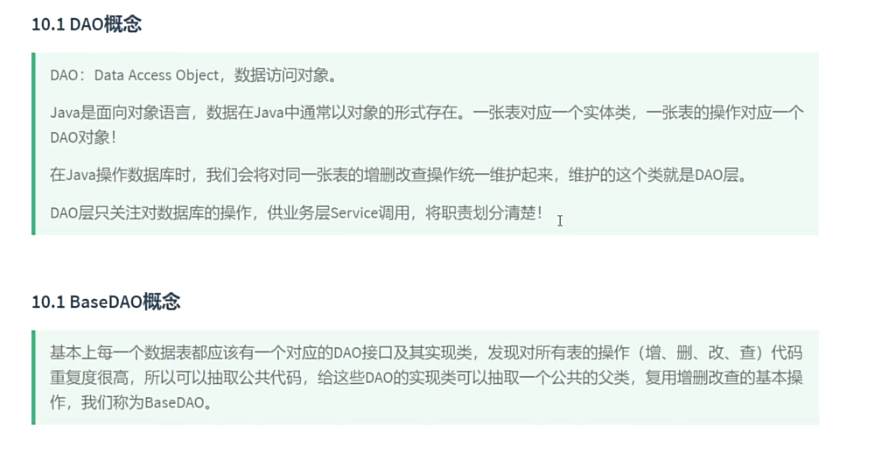 10.1 DAO概念
DAO：Data Access Object，数据访问对象。
Java是面向对象语言，数据在Java中通常以对象的形式存在。一张表对应一个实体类，一张表的操作对应一个
DAO对象！
在Java操作数据库时，我们会将对同一张表的增删改查操作统一维护起来，维护的这个类就是DAO层。
DAO层只关注对数据库的操作，供业务层Service调用，将职责划分清楚！
10.1 BaseDAO概念
基本上每一个数据表都应该有一个对应的DAO接口及其实现类，发现对所有表的操作（增、删、改、查）代码
重复度很高，所以可以抽取公共代码，给这些DAO的实现类可以抽取一个公共的父类，复用增删改查的基本操
作，我们称为BaseDAO。